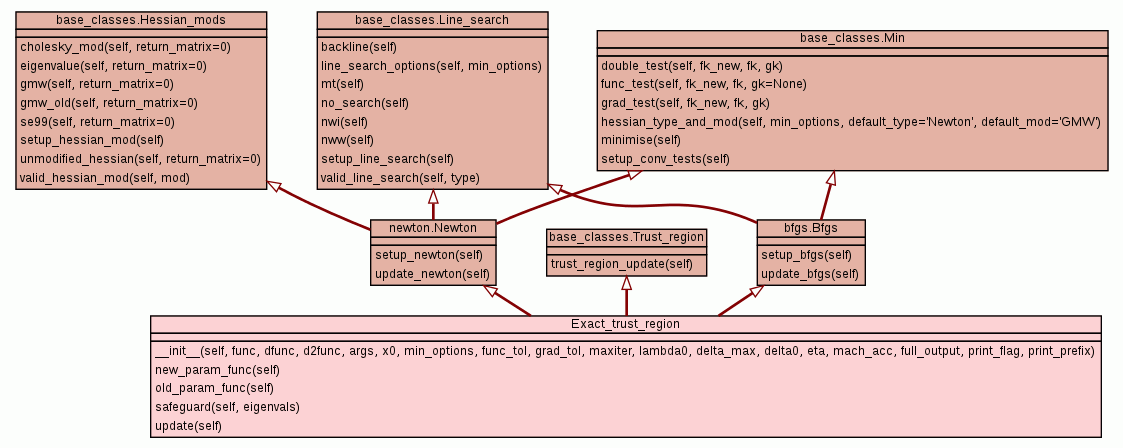 base_classes.Hessian_mods
cholesky_mod(self, return_matrix=0)
eigenvalue(self, return_matrix=0)
gmw(self, return_matrix=0)
gmw_old(self, return_matrix=0)
se99(self, return_matrix=0)
setup_hessian_mod(self)
unmodified_hessian(self, return_matrix=0)
valid_hessian_mod(self, mod)
base_classes.Line_search
backline(self)
line_search_options(self, min_options)
mt(self)
no_search(self)
nwi(self)
nww(self)
setup_line_search(self)
valid_line_search(self, type)
base_classes.Min
double_test(self, fk_new, fk, gk)
func_test(self, fk_new, fk, gk=None)
grad_test(self, fk_new, fk, gk)
hessian_type_and_mod(self, min_options, default_type='Newton', default_mod='GMW')
minimise(self)
setup_conv_tests(self)
newton.Newton
setup_newton(self)
update_newton(self)
base_classes.Trust_region
trust_region_update(self)
bfgs.Bfgs
setup_bfgs(self)
update_bfgs(self)
Exact_trust_region
__init__(self, func, dfunc, d2func, args, x0, min_options, func_tol, grad_tol, maxiter, lambda0, delta_max, delta0, eta, mach_acc, full_output, print_flag, print_prefix)
new_param_func(self)
old_param_func(self)
safeguard(self, eigenvals)
update(self)